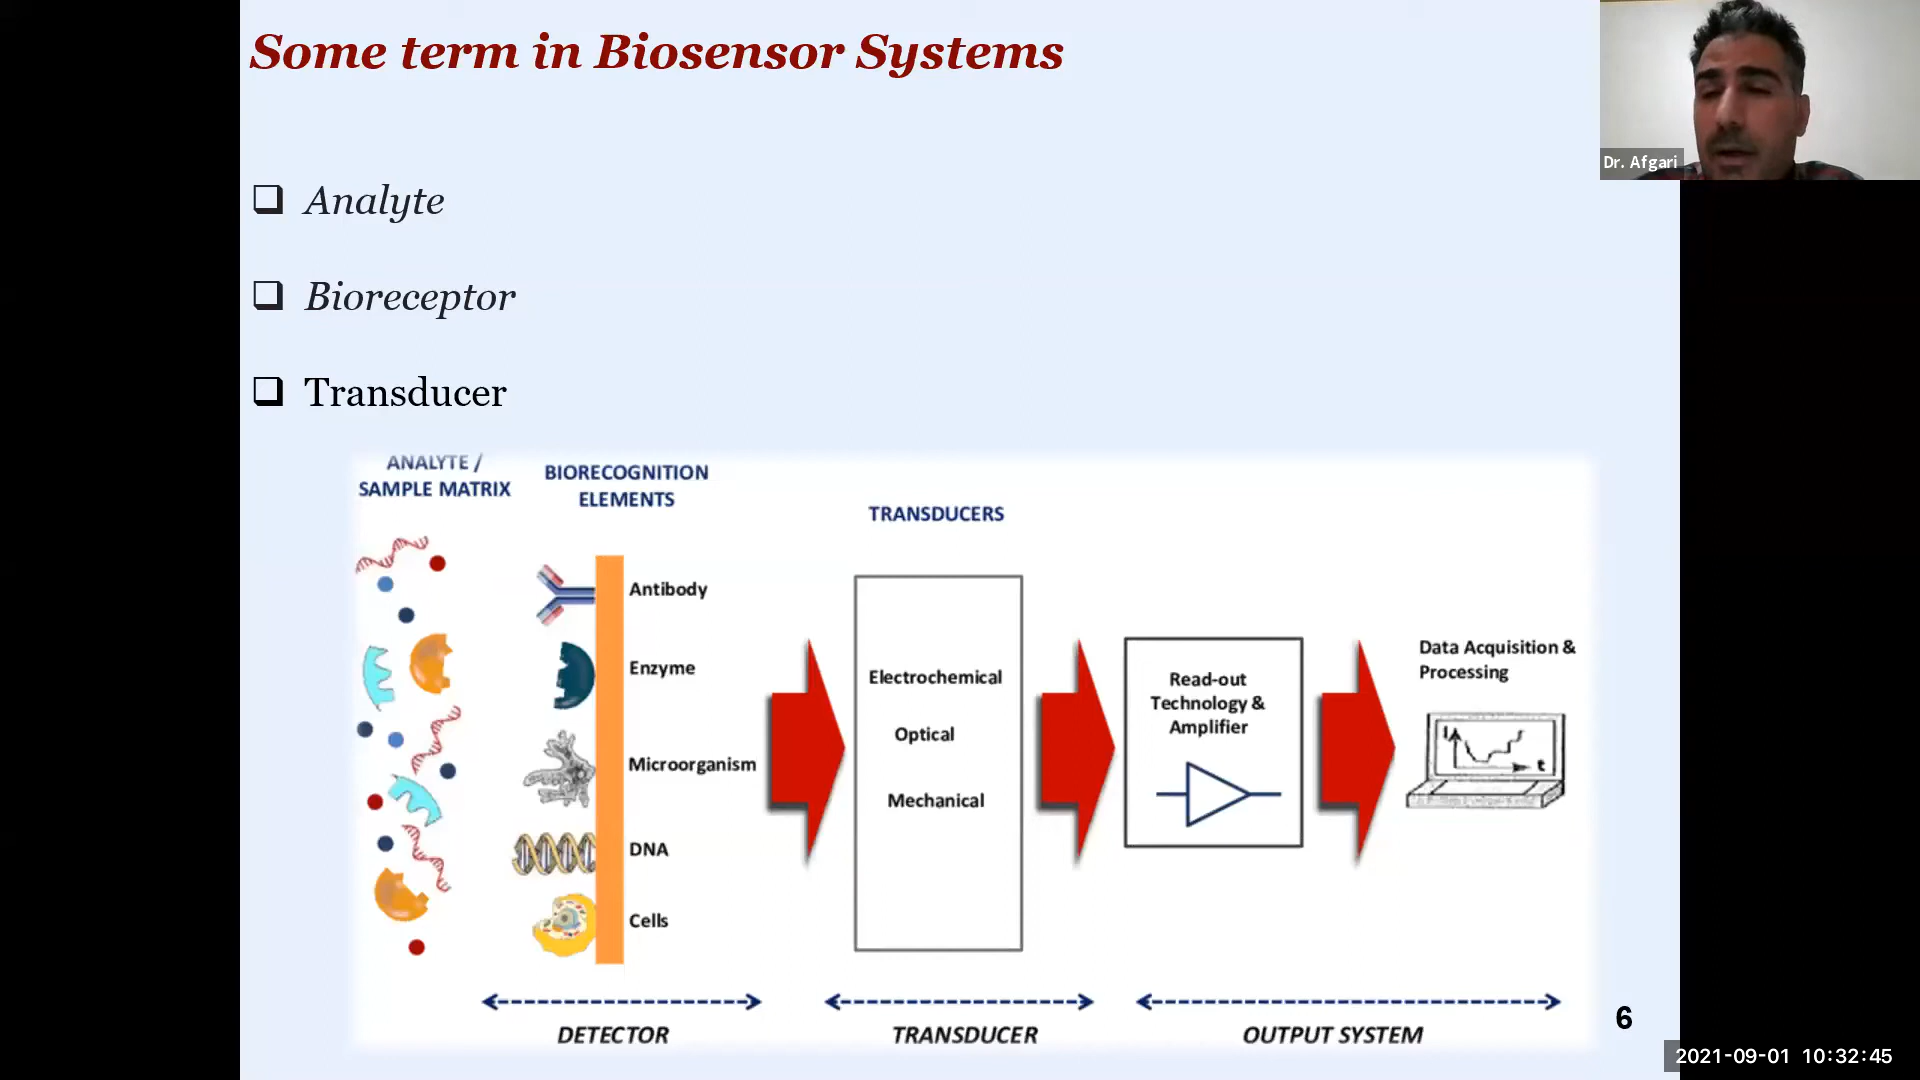 Some term in Biosensor Systems
Dr. Afgari
Analyte
Bioreceptor
Transducer
ANALYTE /
SAMPLE MATRIX
BIORECOGNITION
ELEMENTS
TRANSDUCERS
Antibody
Enzyme
Microorganism
DNA
Cells
Electrochemical
Optical
Mechanical
Read-out
Technology &
Amplifier
Data Acquisition &
Processing
I
t
DETECTOR
TRANSDUCER
OUTPUT SYSTEM
6
2021-09-01 10:32:45